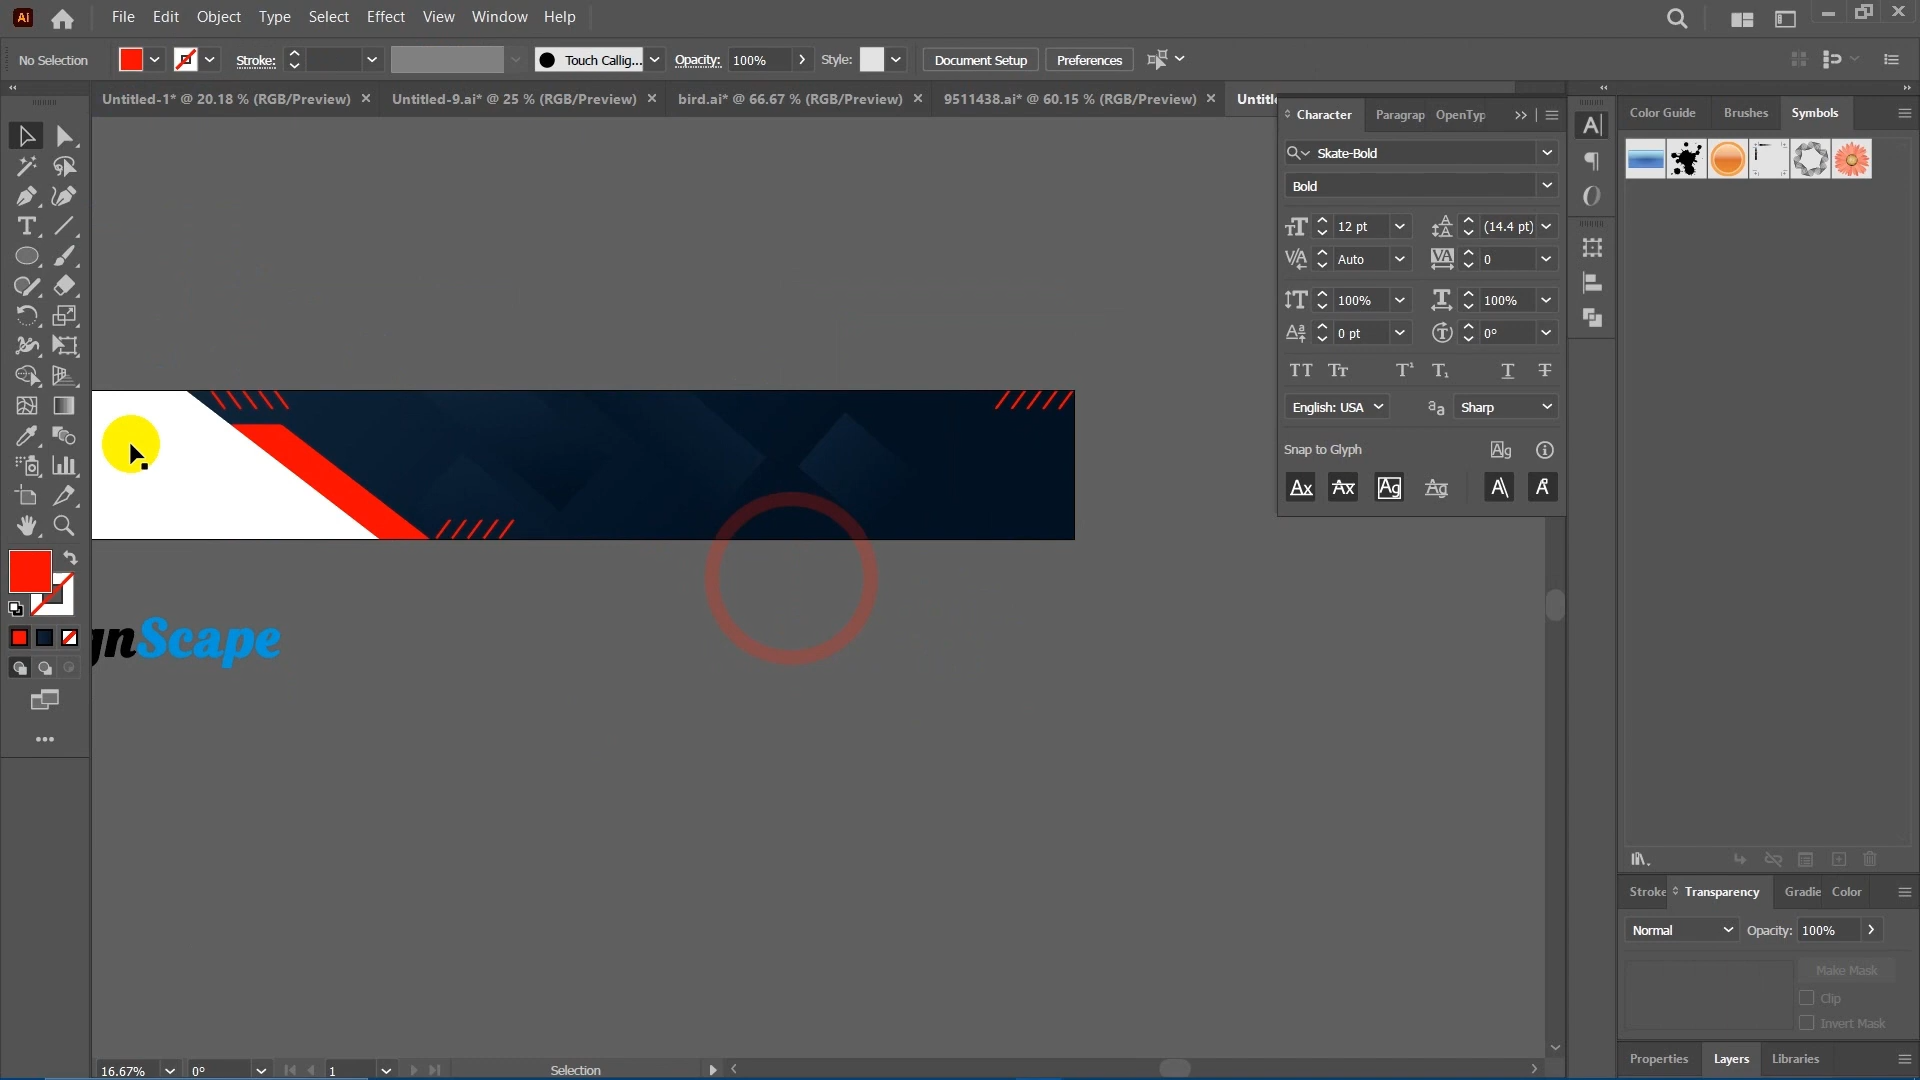 Ai File Edit Object Type Select Effect View Window Help
No Selection Stroke: Touch Callig... Opacity: 100% Style: Document Setup Preferences
Untitled-1* @ 20.18 % (RGB/Preview) × Untitled-9.ai* @ 25 % (RGB/Preview) × bird.ai* @ 66.67 % (RGB/Preview) × 9511438.ai* @ 60.15 % (RGB/Preview) × Untitle
Character Paragrap OpenTyp
Skate-Bold
Bold
12 pt (14.4 pt)
Auto 0
100% 100%
0 pt 0°
English: USA Sharp
Snap to Glyph
Color Guide Brushes Symbols
gnScape
Stroke Transparency Gradie Color
Normal Opacity: 100%
Make Mask
Clip
Invert Mask
Properties Layers Libraries
16.67% 0° 1 Selection